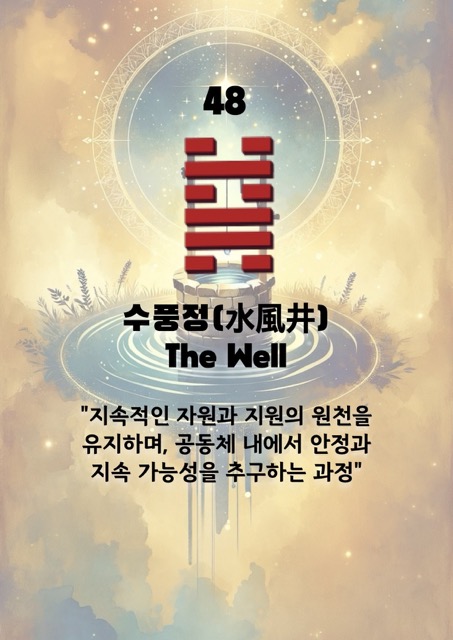 48
수풍정(水風井)
The Well
"지속적인 자원과 지원의 원천을
유지하며, 공동체 내에서 안정과
지속 가능성을 추구하는 과정"